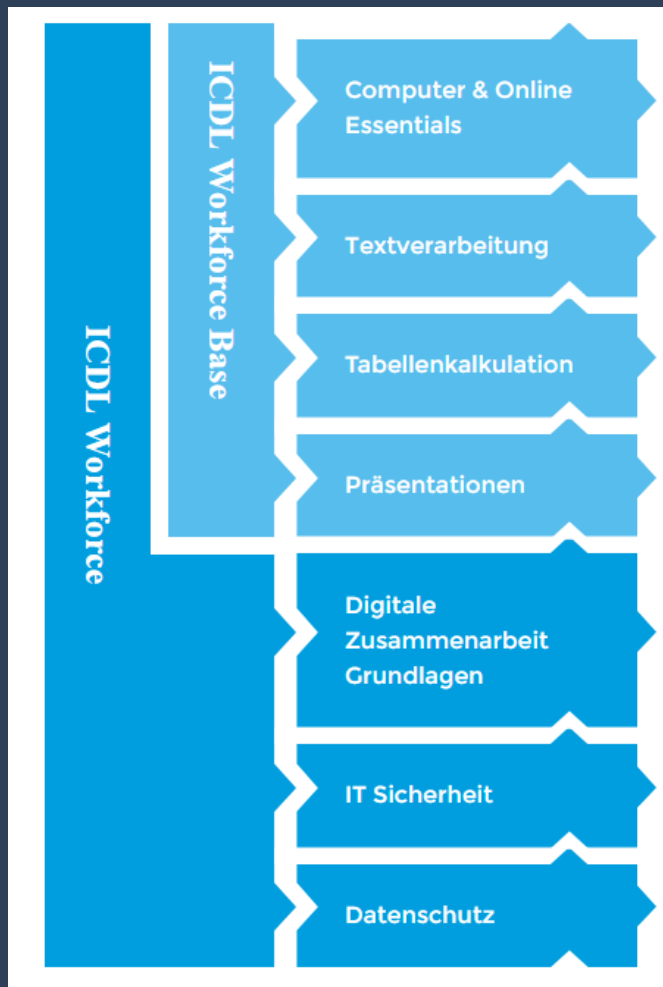 ICDL Workforce
ICDL Workforce Base
Computer & Online
Essentials
Textverarbeitung
Tabellenkalkulation
Präsentationen
Digitale
Zusammenarbeit
Grundlagen
IT Sicherheit
Datenschutz